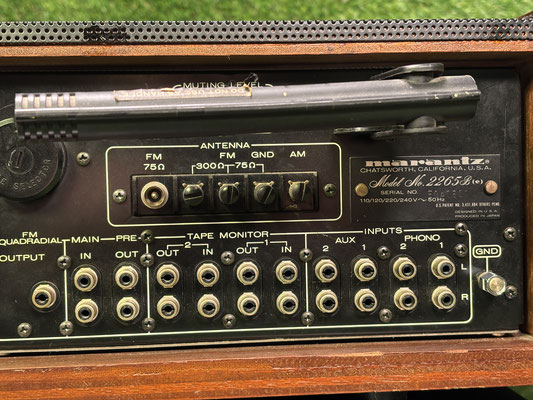 MUTING LEVEL
ANTENNA
FM FM GND AM
75Ω 300Ω 75Ω
E SELECTOR
marantz
CHATSWORTH, CALIFORNIA, U.S.A.
Model No. 2265B(e)
SERIAL NO.
110/120/220/240V~ 50Hz
DESIGNED IN U.S.A.
PRODUCED IN JAPAN
FM
QUADRADIAL
OUTPUT
MAIN PRE
IN OUT
TAPE MONITOR
2 1
OUT IN OUT IN
INPUTS
AUX PHONO
2 1 2 1
GND
L
R